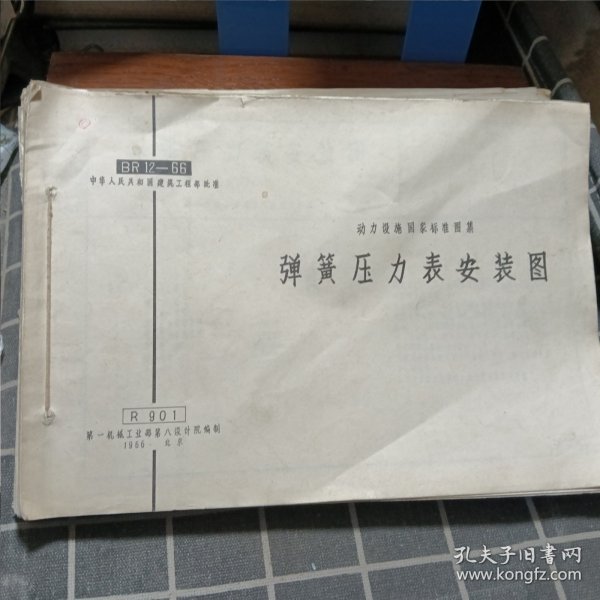 BR12—66
中华人民共和国建筑工程部批准
动力设施国家标准图集
弹簧压力表安装图
R 901
第一机械工业部第八设计院编制
1966·北京
孔夫子旧书网
www.kongfz.com